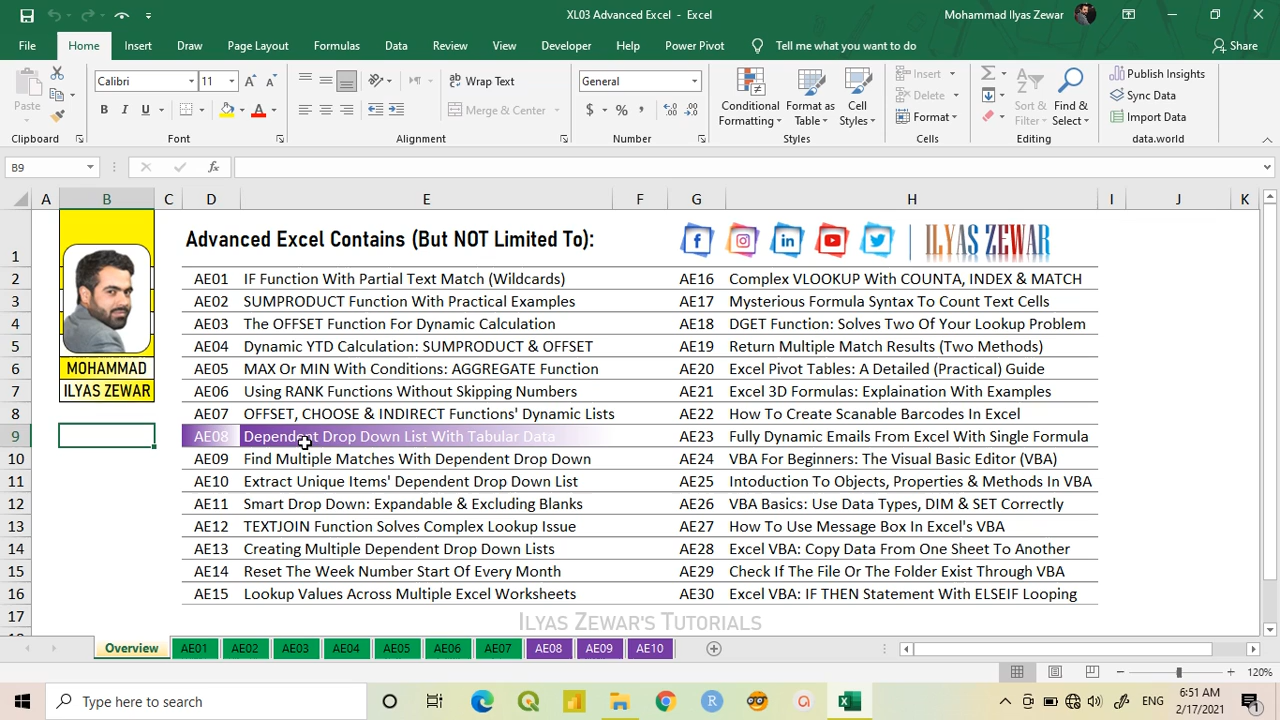 XL03 Advanced Excel - Excel
Mohammad Ilyas Zewar
File Home Insert Draw Page Layout Formulas Data Review View Developer Help Power Pivot Tell me what you want to do Share
Paste
Calibri 11
Wrap Text
Merge & Center
General
$ % ,
Conditional Formatting
Format as Table
Cell Styles
Insert
Delete
Format
Sort & Filter
Find & Select
Publish Insights
Sync Data
Import Data
Clipboard Font Alignment Number Styles Cells Editing data.world
B9 fx
A B C D E F G H I J K
1 Advanced Excel Contains (But NOT Limited To): ILYAS ZEWAR
2 AE01 IF Function With Partial Text Match (Wildcards) AE16 Complex VLOOKUP With COUNTA, INDEX & MATCH
3 AE02 SUMPRODUCT Function With Practical Examples AE17 Mysterious Formula Syntax To Count Text Cells
4 AE03 The OFFSET Function For Dynamic Calculation AE18 DGET Function: Solves Two Of Your Lookup Problem
5 AE04 Dynamic YTD Calculation: SUMPRODUCT & OFFSET AE19 Return Multiple Match Results (Two Methods)
6 MOHAMMAD AE05 MAX Or MIN With Conditions: AGGREGATE Function AE20 Excel Pivot Tables: A Detailed (Practical) Guide
7 ILYAS ZEWAR AE06 Using RANK Functions Without Skipping Numbers AE21 Excel 3D Formulas: Explaination With Examples
8 AE07 OFFSET, CHOOSE & INDIRECT Functions' Dynamic Lists AE22 How To Create Scanable Barcodes In Excel
9 AE08 Dependent Drop Down List With Tabular Data AE23 Fully Dynamic Emails From Excel With Single Formula
10 AE09 Find Multiple Matches With Dependent Drop Down AE24 VBA For Beginners: The Visual Basic Editor (VBA)
11 AE10 Extract Unique Items' Dependent Drop Down List AE25 Intoduction To Objects, Properties & Methods In VBA
12 AE11 Smart Drop Down: Expandable & Excluding Blanks AE26 VBA Basics: Use Data Types, DIM & SET Correctly
13 AE12 TEXTJOIN Function Solves Complex Lookup Issue AE27 How To Use Message Box In Excel's VBA
14 AE13 Creating Multiple Dependent Drop Down Lists AE28 Excel VBA: Copy Data From One Sheet To Another
15 AE14 Reset The Week Number Start Of Every Month AE29 Check If The File Or The Folder Exist Through VBA
16 AE15 Lookup Values Across Multiple Excel Worksheets AE30 Excel VBA: IF THEN Statement With ELSEIF Looping
17 ILYAS ZEWAR'S TUTORIALS
Overview AE01 AE02 AE03 AE04 AE05 AE06 AE07 AE08 AE09 AE10
120%
Type here to search
ENG
6:51 AM
2/17/2021